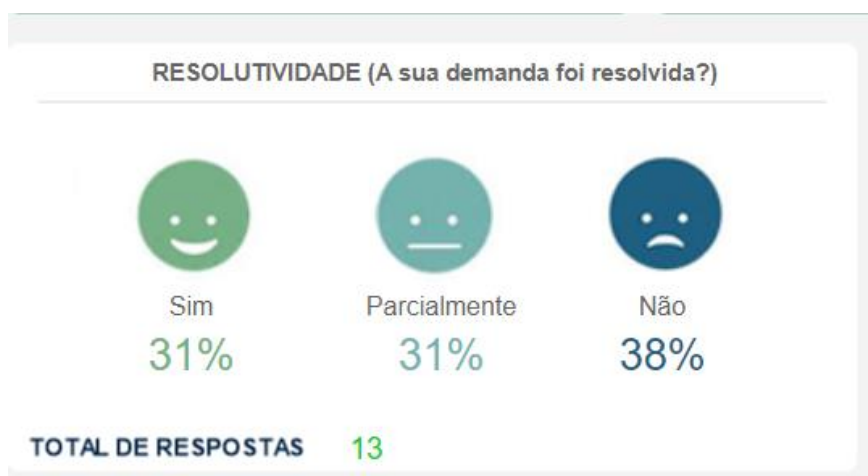 RESOLUTIVIDADE (A sua demanda foi resolvida?)
Sim Parcialmente Não
31% 31% 38%
TOTAL DE RESPOSTAS 13